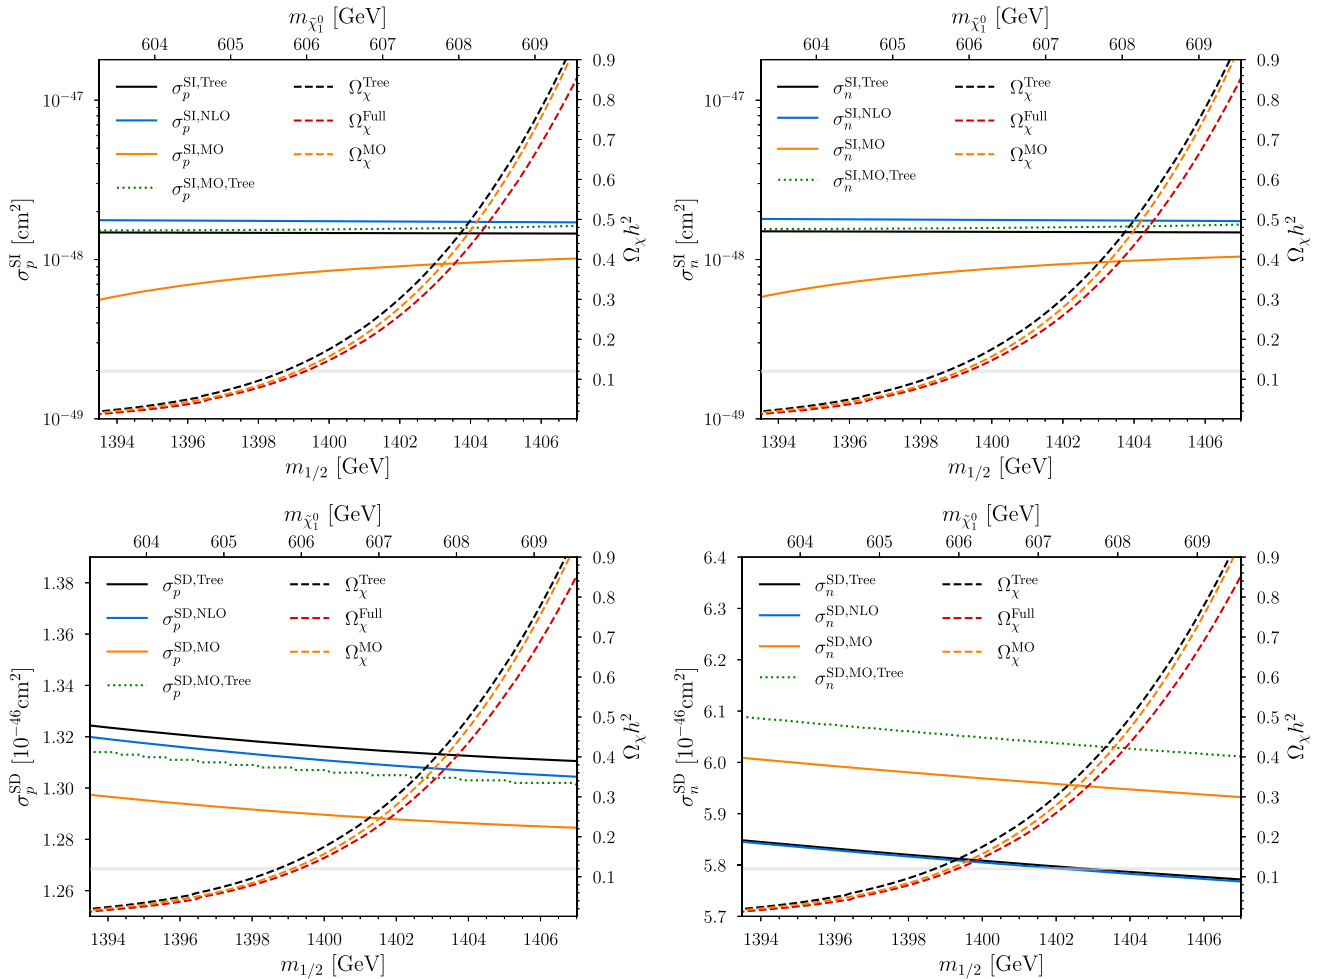 m_{χ̃_1^0} [GeV]
604 605 606 607 608 609
σ_p^{SI,Tree} Ω_χ^{Tree}
σ_p^{SI,NLO} Ω_χ^{Full}
σ_p^{SI,MO} Ω_χ^{MO}
σ_p^{SI,MO,Tree}
10^{-47}
10^{-48}
10^{-49}
σ_p^{SI} [cm^2]
0.9
0.8
0.7
0.6
0.5
0.4
0.3
0.2
0.1
Ω_χ h^2
1394 1396 1398 1400 1402 1404 1406
m_{1/2} [GeV]
m_{χ̃_1^0} [GeV]
604 605 606 607 608 609
σ_n^{SI,Tree} Ω_χ^{Tree}
σ_n^{SI,NLO} Ω_χ^{Full}
σ_n^{SI,MO} Ω_χ^{MO}
σ_n^{SI,MO,Tree}
10^{-47}
10^{-48}
10^{-49}
σ_n^{SI} [cm^2]
0.9
0.8
0.7
0.6
0.5
0.4
0.3
0.2
0.1
Ω_χ h^2
1394 1396 1398 1400 1402 1404 1406
m_{1/2} [GeV]
m_{χ̃_1^0} [GeV]
604 605 606 607 608 609
σ_p^{SD,Tree} Ω_χ^{Tree}
σ_p^{SD,NLO} Ω_χ^{Full}
σ_p^{SD,MO} Ω_χ^{MO}
σ_p^{SD,MO,Tree}
1.38
1.36
1.34
1.32
1.30
1.28
1.26
σ_p^{SD} [10^{-46}cm^2]
0.9
0.8
0.7
0.6
0.5
0.4
0.3
0.2
0.1
Ω_χ h^2
1394 1396 1398 1400 1402 1404 1406
m_{1/2} [GeV]
m_{χ̃_1^0} [GeV]
604 605 606 607 608 609
σ_n^{SD,Tree} Ω_χ^{Tree}
σ_n^{SD,NLO} Ω_χ^{Full}
σ_n^{SD,MO} Ω_χ^{MO}
σ_n^{SD,MO,Tree}
6.4
6.3
6.2
6.1
6.0
5.9
5.8
5.7
σ_n^{SD} [10^{-46}cm^2]
0.9
0.8
0.7
0.6
0.5
0.4
0.3
0.2
0.1
Ω_χ h^2
1394 1396 1398 1400 1402 1404 1406
m_{1/2} [GeV]